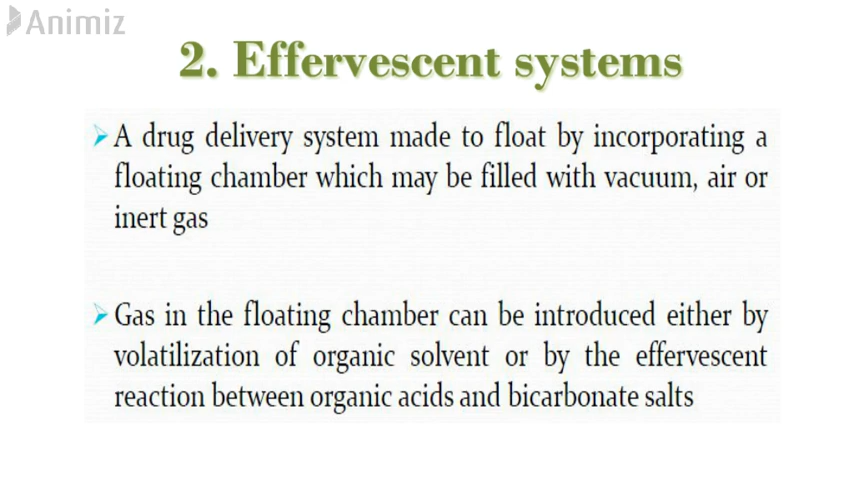 Animiz
2. Effervescent systems
A drug delivery system made to float by incorporating a
floating chamber which may be filled with vacuum, air or
inert gas
Gas in the floating chamber can be introduced either by
volatilization of organic solvent or by the effervescent
reaction between organic acids and bicarbonate salts